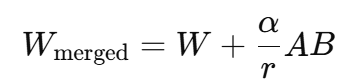 W_merged = W + α/r AB